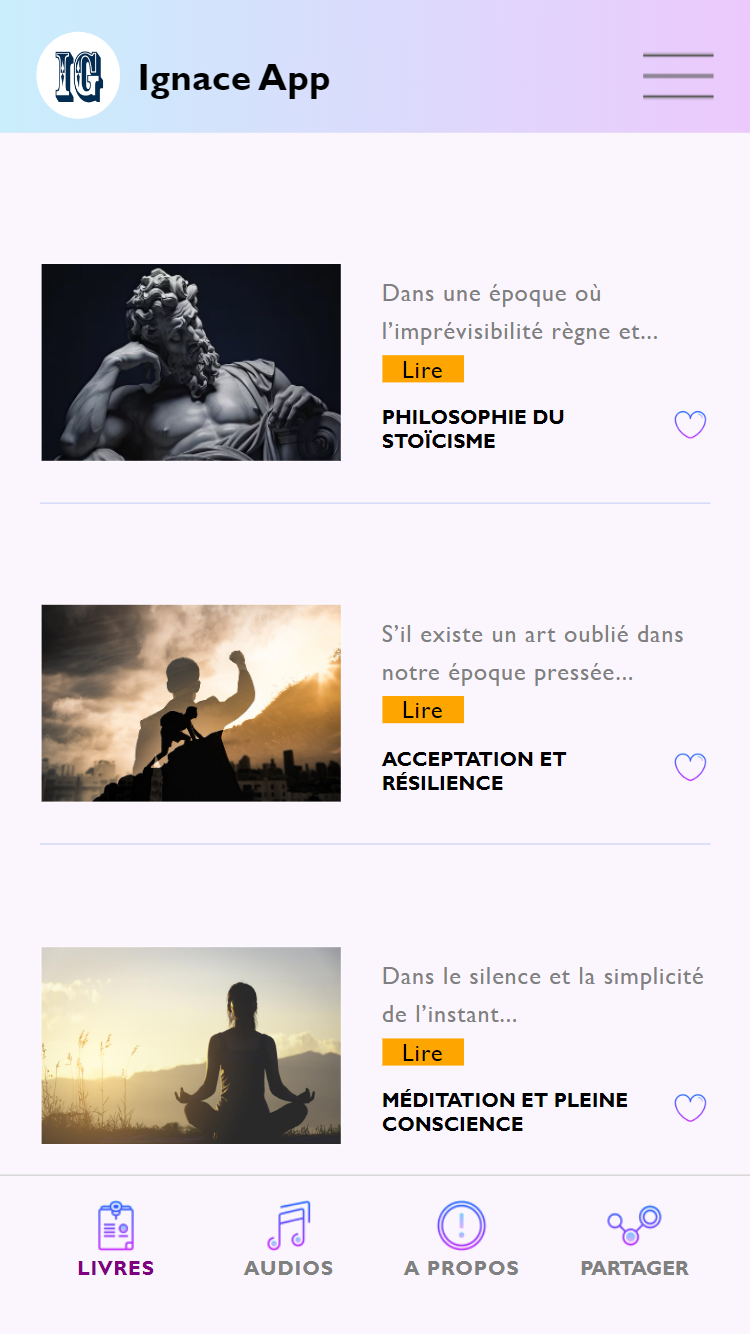 IG
Ignace App
Dans une époque où
l’imprévisibilité règne et...
Lire
PHILOSOPHIE DU
STOÏCISME
S’il existe un art oublié dans
notre époque pressée...
Lire
ACCEPTATION ET
RÉSILIENCE
Dans le silence et la simplicité
de l’instant...
Lire
MÉDITATION ET PLEINE
CONSCIENCE
LIVRES
AUDIOS
A PROPOS
PARTAGER